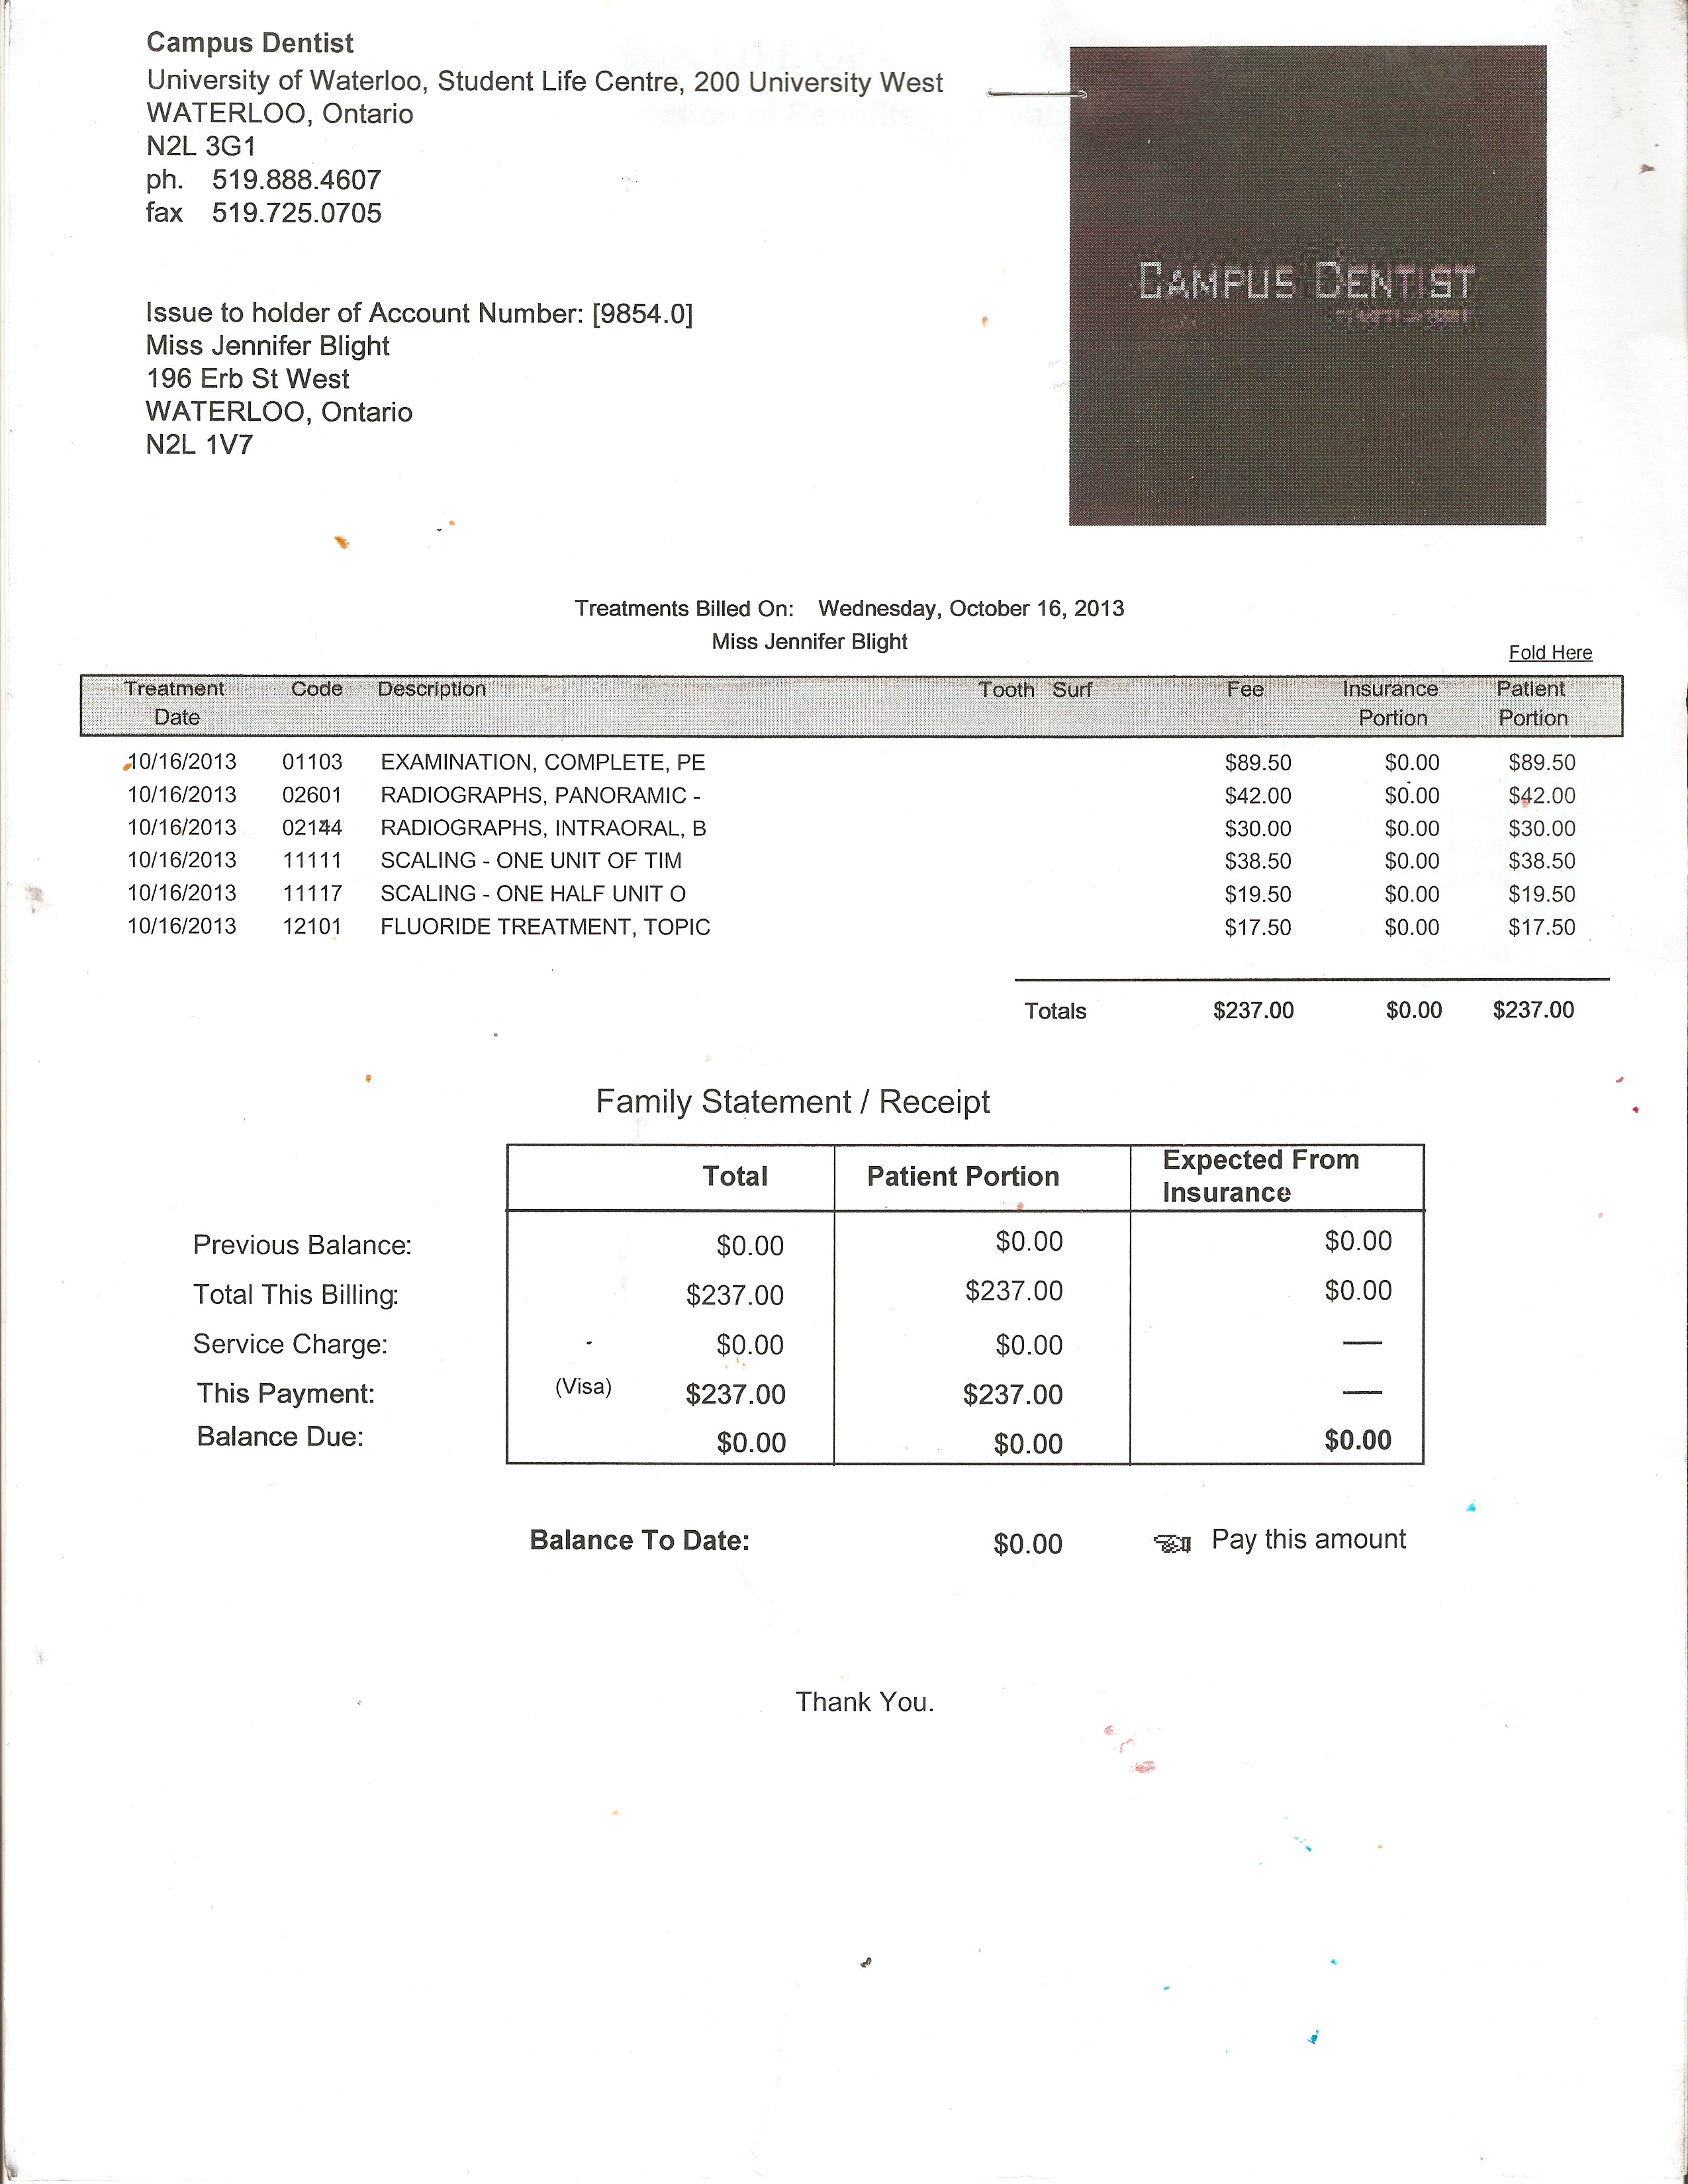 Campus Dentist
University of Waterloo, Student Life Centre, 200 University West
WATERLOO, Ontario
N2L 3G1
ph. 519.888.4607
fax 519.725.0705
CAMPUS DENTIST
Issue to holder of Account Number: [9854.0]
Miss Jennifer Blight
196 Erb St West
WATERLOO, Ontario
N2L 1V7
Treatments Billed On: Wednesday, October 16, 2013
Miss Jennifer Blight
Fold Here
Treatment Date Code Description Tooth Surf Fee Insurance Portion Patient Portion
10/16/2013 01103 EXAMINATION, COMPLETE, PE $89.50 $0.00 $89.50
10/16/2013 02601 RADIOGRAPHS, PANORAMIC - $42.00 $0.00 $42.00
10/16/2013 02144 RADIOGRAPHS, INTRAORAL, B $30.00 $0.00 $30.00
10/16/2013 11111 SCALING - ONE UNIT OF TIM $38.50 $0.00 $38.50
10/16/2013 11117 SCALING - ONE HALF UNIT O $19.50 $0.00 $19.50
10/16/2013 12101 FLUORIDE TREATMENT, TOPIC $17.50 $0.00 $17.50
Totals $237.00 $0.00 $237.00
Family Statement / Receipt
Total Patient Portion Expected From Insurance
Previous Balance: $0.00 $0.00 $0.00
Total This Billing: $237.00 $237.00 $0.00
Service Charge: - $0.00 $0.00 —
This Payment: (Visa) $237.00 $237.00 —
Balance Due: $0.00 $0.00 $0.00
Balance To Date: $0.00 Pay this amount
Thank You.